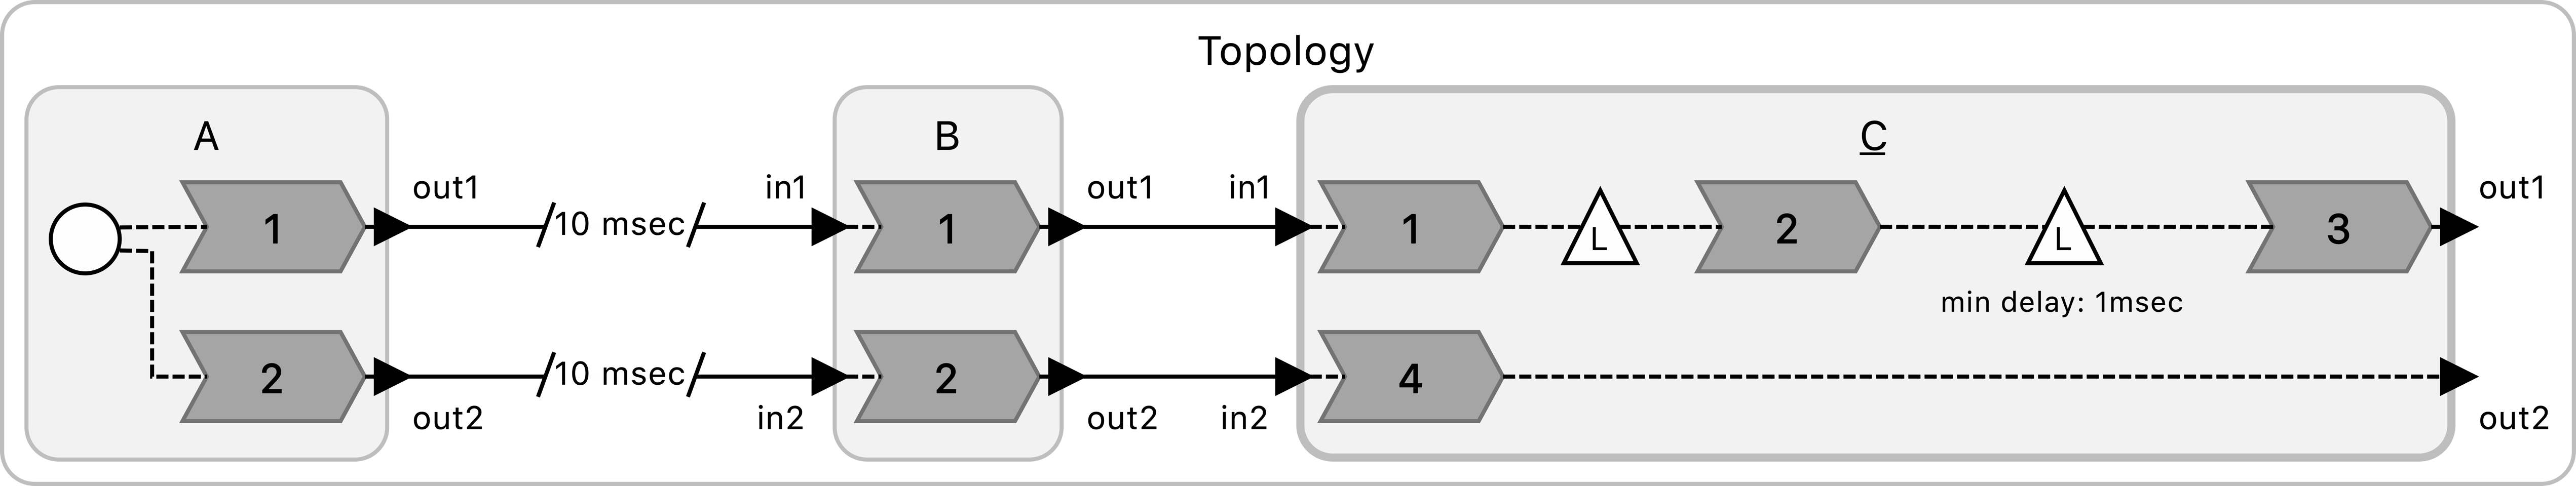 Topology
A
B
C
out1
in1
out1
in1
out1
1
10 msec
1
1
L
2
L
3
min delay: 1msec
2
10 msec
2
4
out2
in2
out2
in2
out2